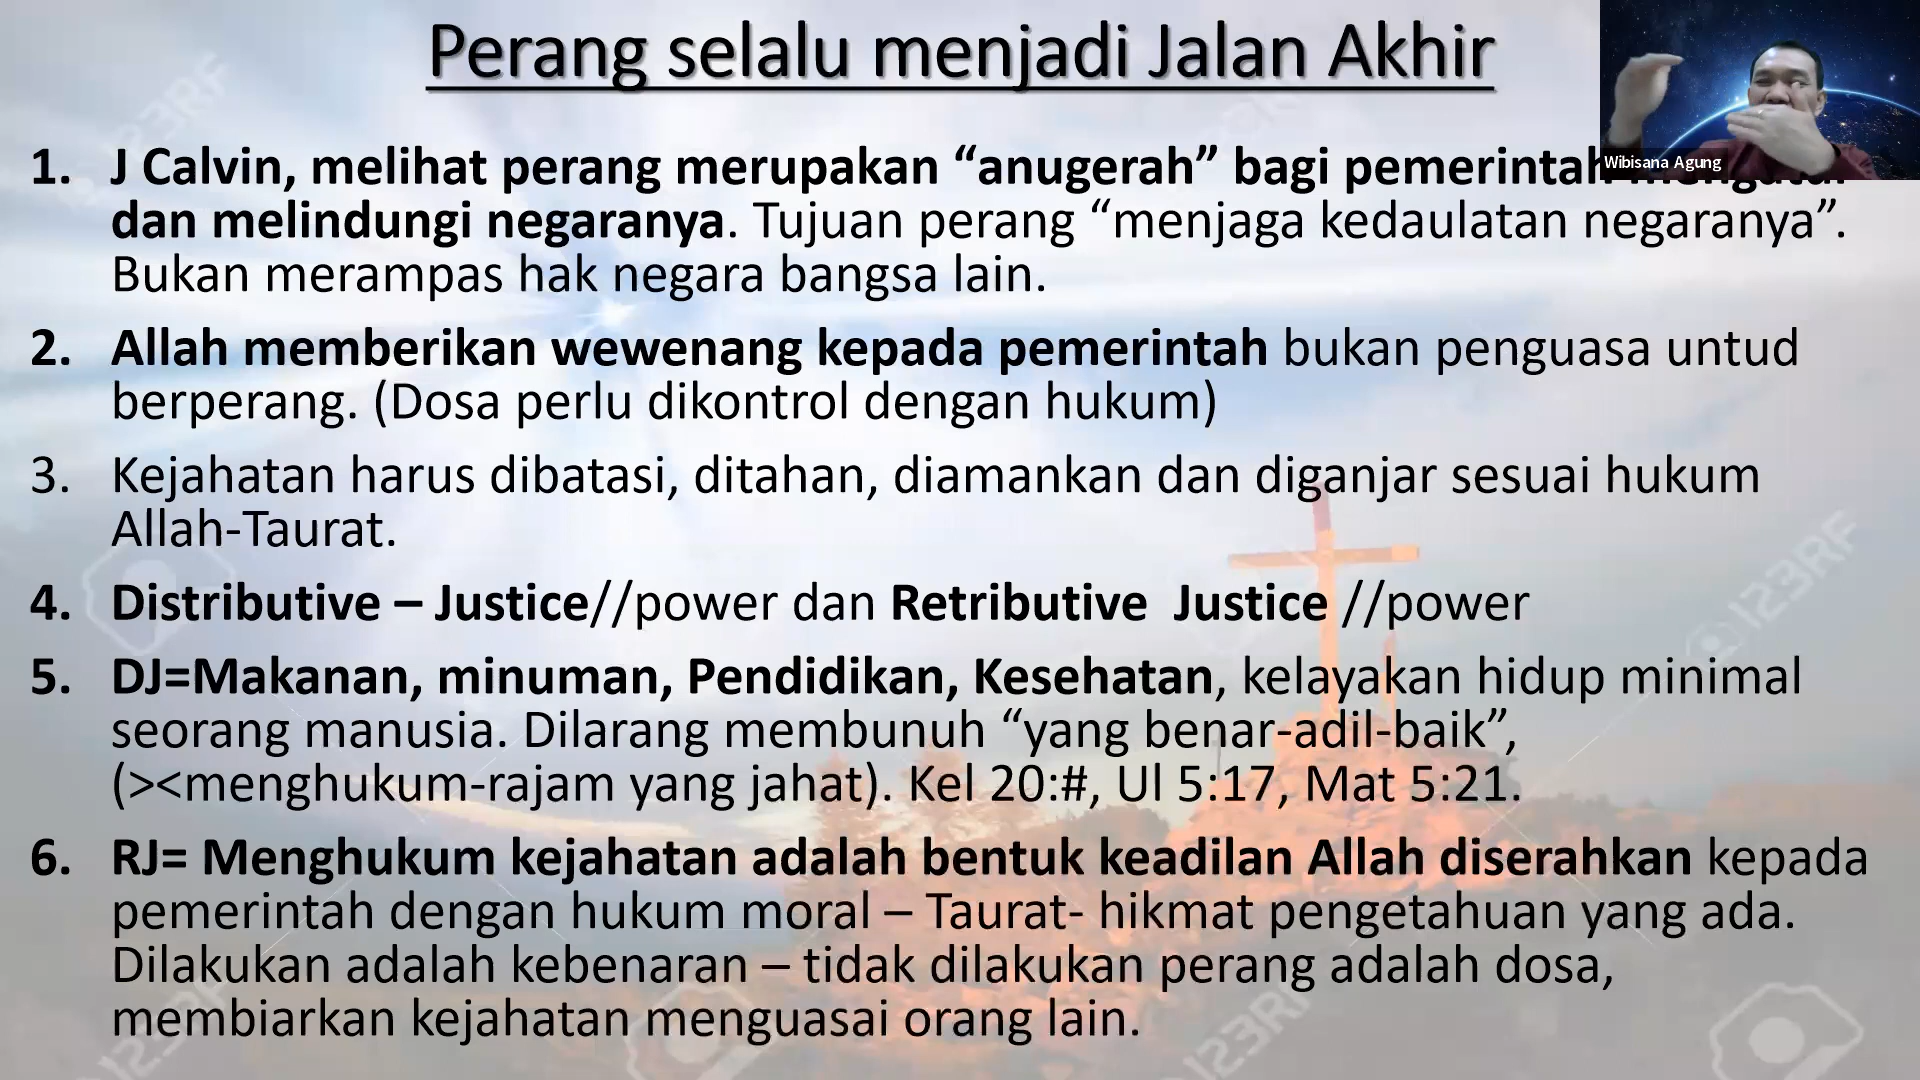 Perang selalu menjadi Jalan Akhir
Wibisana Agung
1. J Calvin, melihat perang merupakan “anugerah” bagi pemerintah
dan melindungi negaranya. Tujuan perang “menjaga kedaulatan negaranya”.
Bukan merampas hak negara bangsa lain.
2. Allah memberikan wewenang kepada pemerintah bukan penguasa untud
berperang. (Dosa perlu dikontrol dengan hukum)
3. Kejahatan harus dibatasi, ditahan, diamankan dan diganjar sesuai hukum
Allah-Taurat.
4. Distributive – Justice//power dan Retributive Justice //power
5. DJ=Makanan, minuman, Pendidikan, Kesehatan, kelayakan hidup minimal
seorang manusia. Dilarang membunuh “yang benar-adil-baik”,
(><menghukum-rajam yang jahat). Kel 20:#, Ul 5:17, Mat 5:21.
6. RJ= Menghukum kejahatan adalah bentuk keadilan Allah diserahkan kepada
pemerintah dengan hukum moral – Taurat- hikmat pengetahuan yang ada.
Dilakukan adalah kebenaran – tidak dilakukan perang adalah dosa,
membiarkan kejahatan menguasai orang lain.
123RF
123RF
123RF
123RF